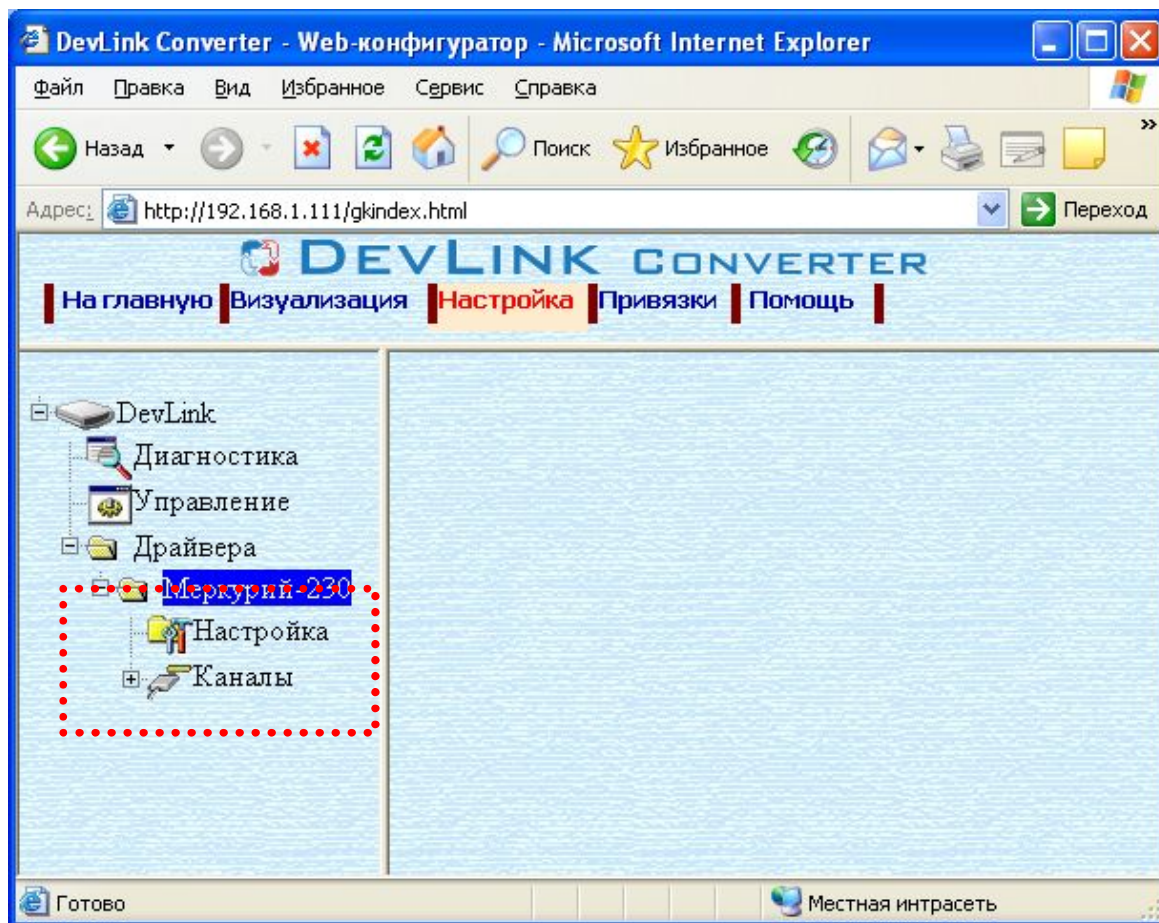 DevLink Converter - Web-конфигуратор - Microsoft Internet Explorer
Файл Правка Вид Избранное Сервис Справка
Назад Поиск Избранное »
Адрес: http://192.168.1.111/gkindex.html Переход
DEVLINK CONVERTER
На главную Визуализация Настройка Привязки Помощь
DevLink
Диагностика
Управление
Драйвера
Меркурий-230
Настройка
Каналы
Готово Местная интрасеть